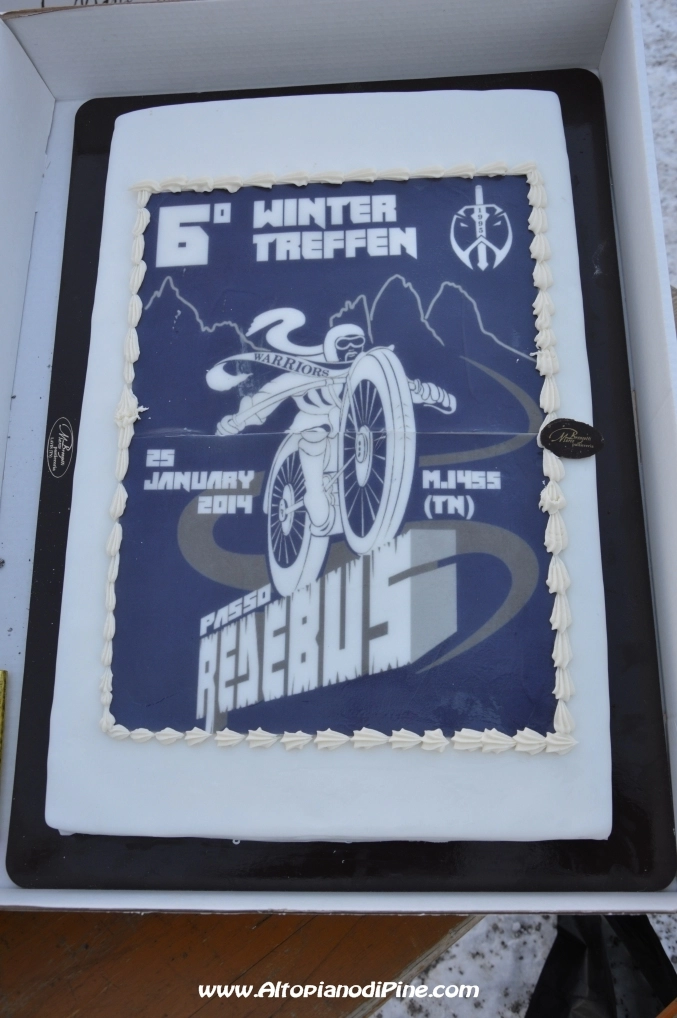 6° WINTER
TREFFEN
1995
WARRIORS
25
JANUARY
2014
M.1455
(TN)
PASSO
REDEBUS
www.AltopianodiPine.com